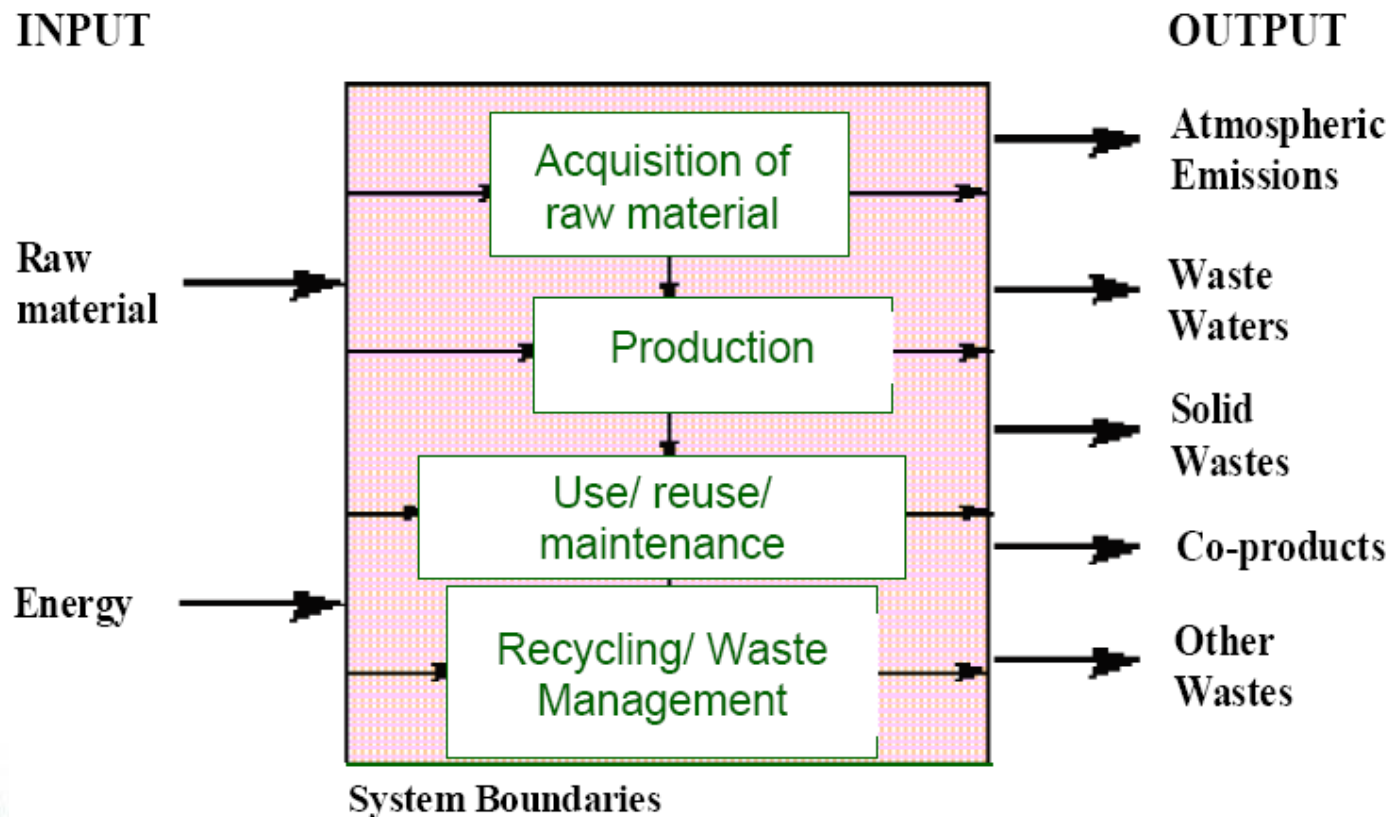 INPUT
OUTPUT
Acquisition of
raw material
Production
Use/ reuse/
maintenance
Recycling/ Waste
Management
Raw
material
Energy
Atmospheric
Emissions
Waste
Waters
Solid
Wastes
Co-products
Other
Wastes
System Boundaries